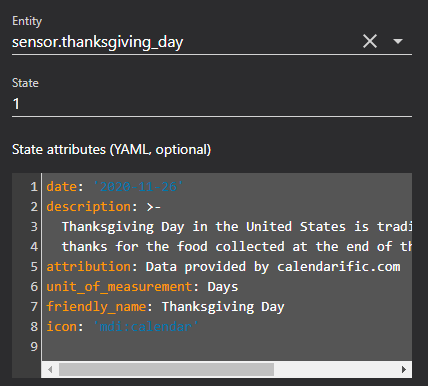 Entity
sensor.thanksgiving_day
State
1
State attributes (YAML, optional)
1 date: '2020-11-26'
2 description: >-
3 Thanksgiving Day in the United States is tradi
4 thanks for the food collected at the end of th
5 attribution: Data provided by calendarific.com
6 unit_of_measurement: Days
7 friendly_name: Thanksgiving Day
8 icon: 'mdi:calendar'
9